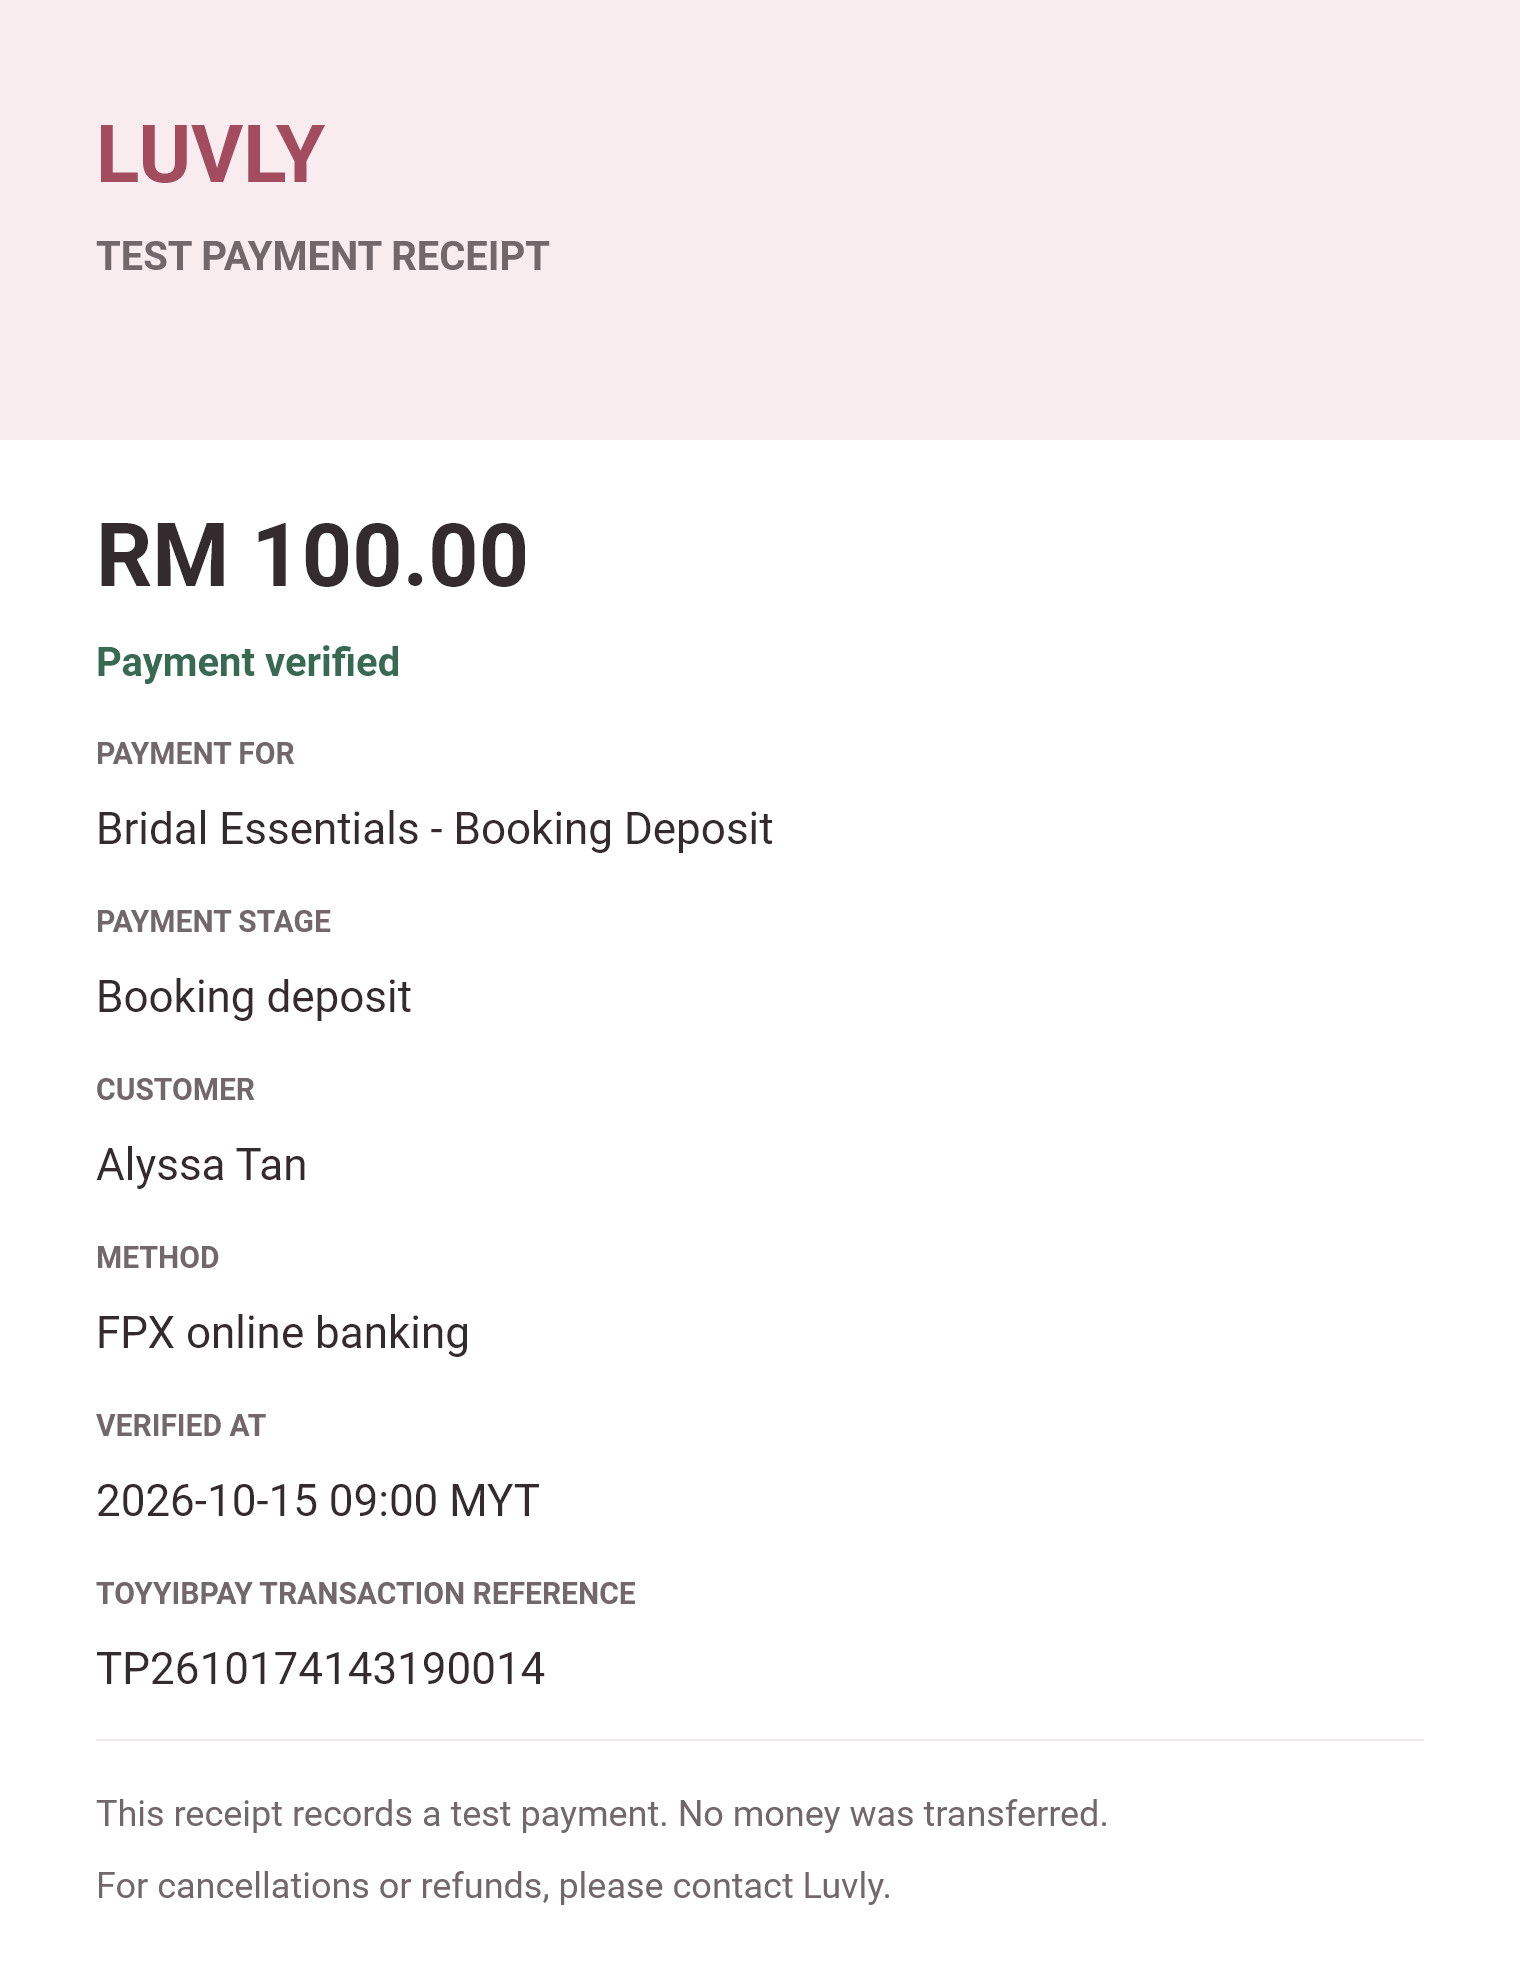 LUVLY
TEST PAYMENT RECEIPT
RM 100.00
Payment verified
PAYMENT FOR
Bridal Essentials - Booking Deposit
PAYMENT STAGE
Booking deposit
CUSTOMER
Alyssa Tan
METHOD
FPX online banking
VERIFIED AT
2026-10-15 09:00 MYT
TOYYIBPAY TRANSACTION REFERENCE
TP2610174143190014
This receipt records a test payment. No money was transferred.
For cancellations or refunds, please contact Luvly.